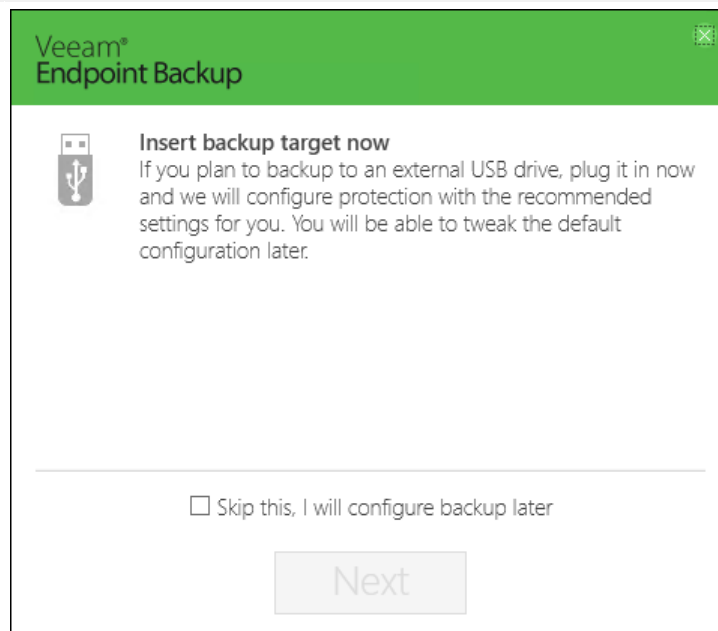 Veeam®
Endpoint Backup
Insert backup target now
If you plan to backup to an external USB drive, plug it in now
and we will configure protection with the recommended
settings for you. You will be able to tweak the default
configuration later.
Skip this, I will configure backup later
Next